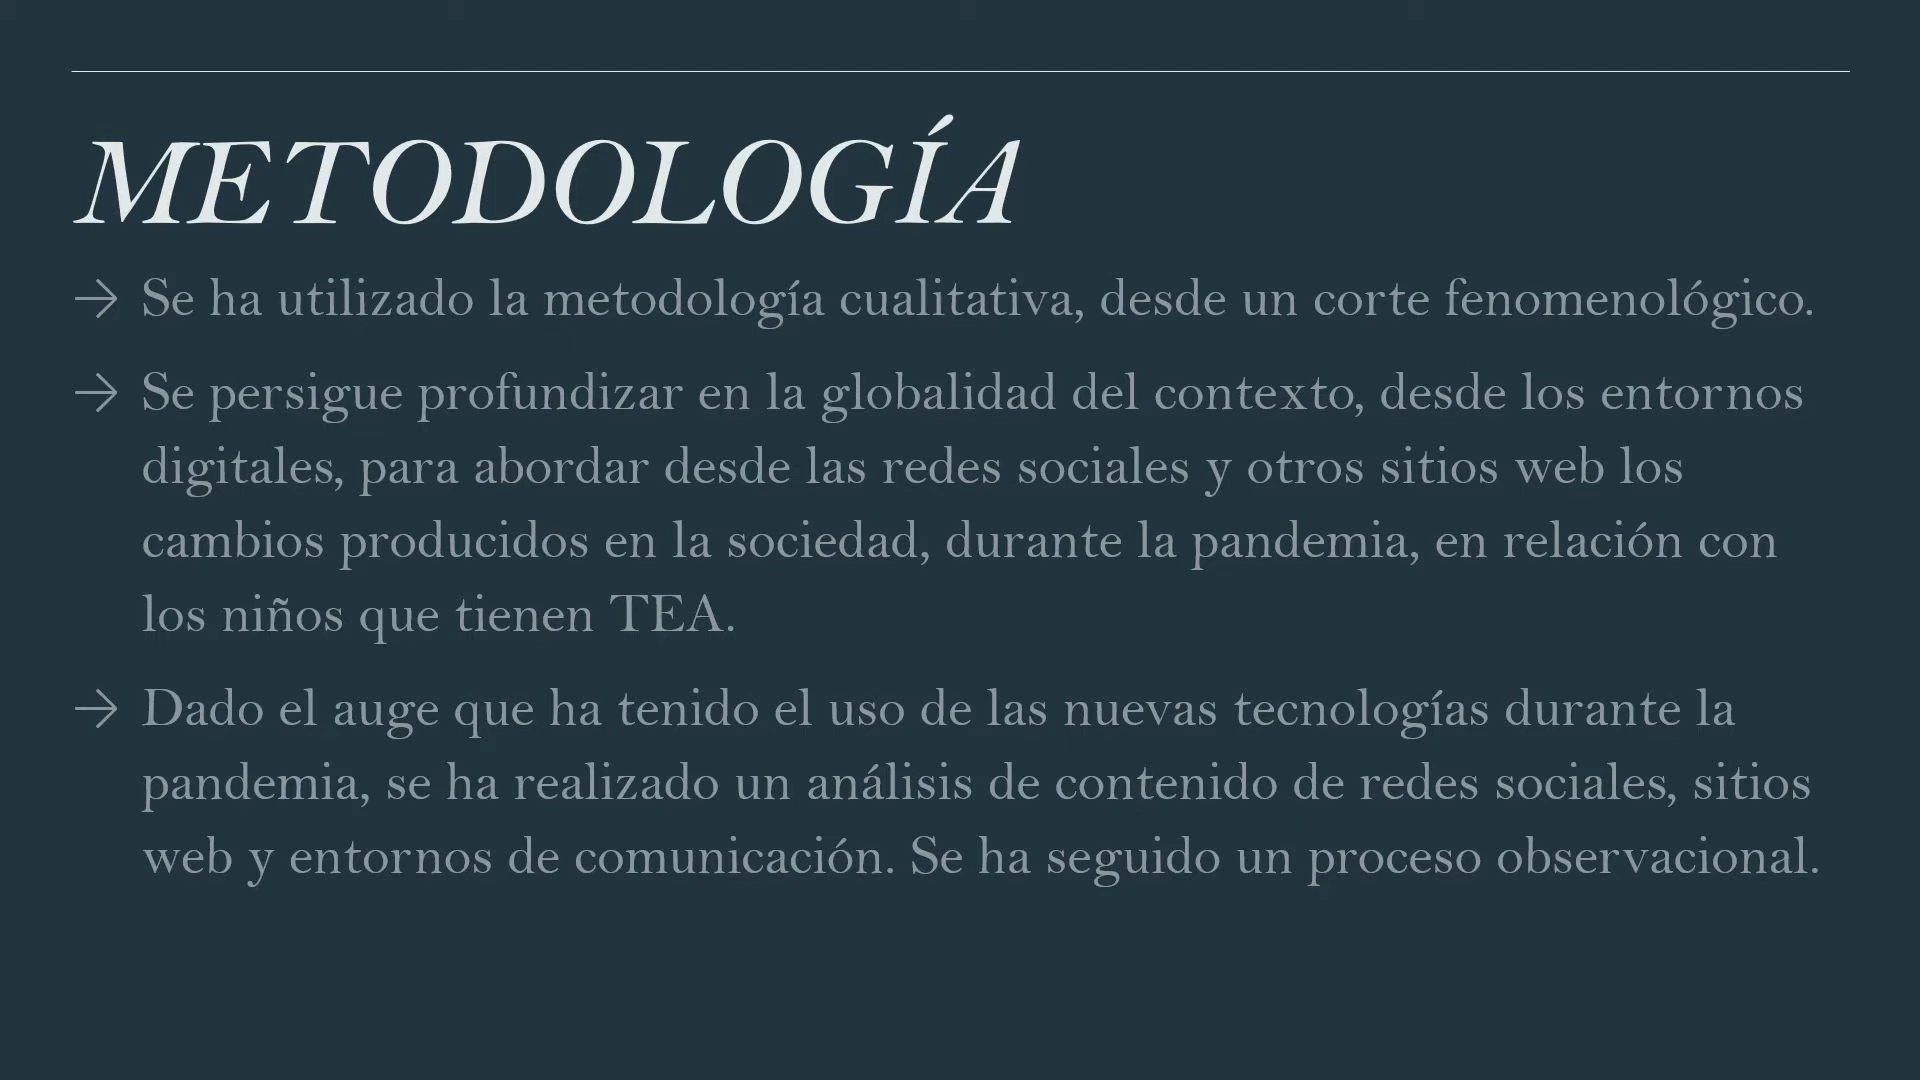 METODOLOGÍA
→ Se ha utilizado la metodología cualitativa, desde un corte fenomenológico.
→ Se persigue profundizar en la globalidad del contexto, desde los entornos
digitales, para abordar desde las redes sociales y otros sitios web los
cambios producidos en la sociedad, durante la pandemia, en relación con
los niños que tienen TEA.
→ Dado el auge que ha tenido el uso de las nuevas tecnologías durante la
pandemia, se ha realizado un análisis de contenido de redes sociales, sitios
web y entornos de comunicación. Se ha seguido un proceso observacional.